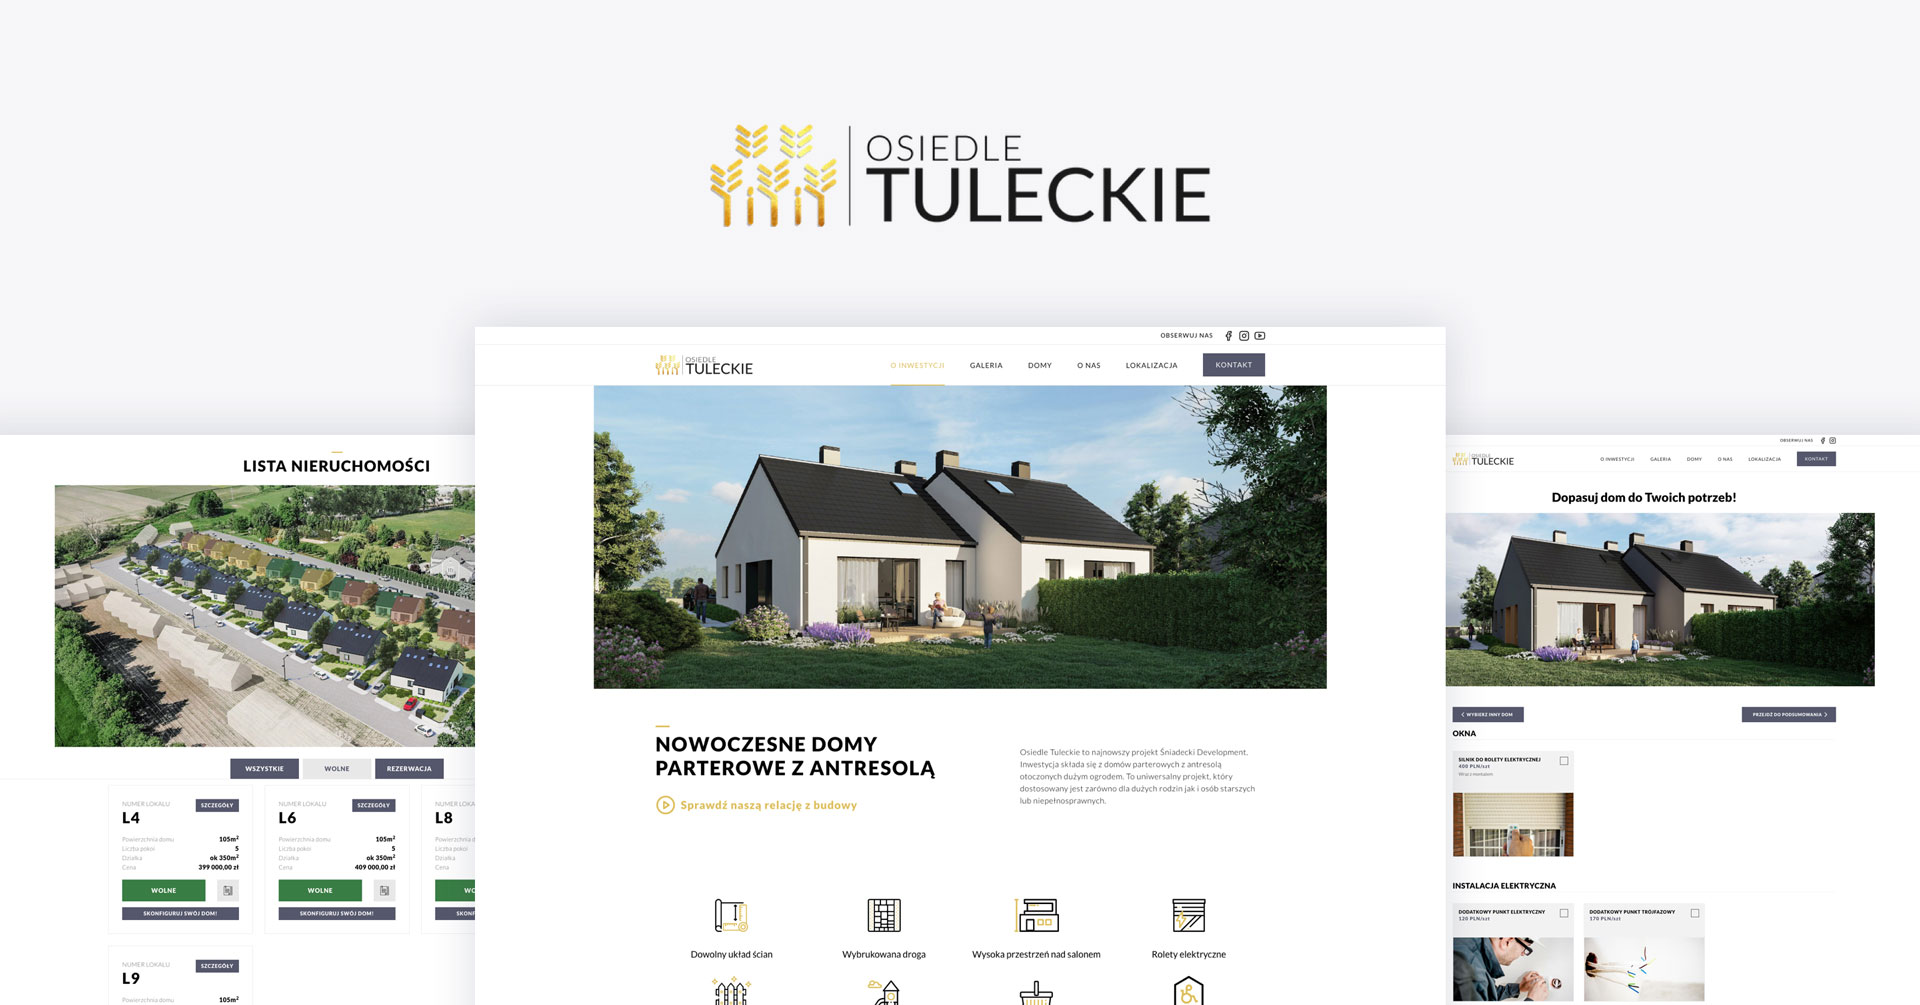 OSIEDLE
TULECKIE
OBSERWUJ NAS
OSIEDLE
TULECKIE
O INWESTYCJI
GALERIA
DOMY
O NAS
LOKALIZACJA
KONTAKT
NOWOCZESNE DOMY
PARTEROWE Z ANTRESOLĄ
Sprawdź naszą relację z budowy
Osiedle Tuleckie to najnowszy projekt Śniadecki Development.
Inwestycja składa się z domów parterowych z antresolą
otoczonych dużym ogrodem. To uniwersalny projekt, który
dostosowany jest zarówno dla dużych rodzin jak i osób starszych
lub niepełnosprawnych.
Dowolny układ ścian
Wybrukowana droga
Wysoka przestrzeń nad salonem
Rolety elektryczne
LISTA NIERUCHOMOŚCI
WSZYSTKIE
WOLNE
REZERWACJA
NUMER LOKALU
SZCZEGÓŁY
L4
Powierzchnia domu 105m²
Liczba pokoi 5
Działka ok 350m²
Cena 399 000,00 zł
WOLNE
SKONFIGURUJ SWÓJ DOM!
NUMER LOKALU
SZCZEGÓŁY
L6
Powierzchnia domu 105m²
Liczba pokoi 5
Działka ok 350m²
Cena 409 000,00 zł
WOLNE
SKONFIGURUJ SWÓJ DOM!
NUMER LOKA
L8
Powierzchnia d
Liczba pokoi
Działka
Cena
WO
SKONF
NUMER LOKALU
SZCZEGÓŁY
L9
Powierzchnia domu 105m²
OBSERWUJ NAS
OSIEDLE
TULECKIE
O INWESTYCJI
GALERIA
DOMY
O NAS
LOKALIZACJA
KONTAKT
Dopasuj dom do Twoich potrzeb!
WYBIERZ INNY DOM
PRZEJDŹ DO PODSUMOWANIA
OKNA
SILNIK DO ROLETY ELEKTRYCZNEJ
400 PLN/szt
Wraz z montażem
INSTALACJA ELEKTRYCZNA
DODATKOWY PUNKT ELEKTRYCZNY
120 PLN/szt
DODATKOWY PUNKT TRÓJFAZOWY
170 PLN/szt